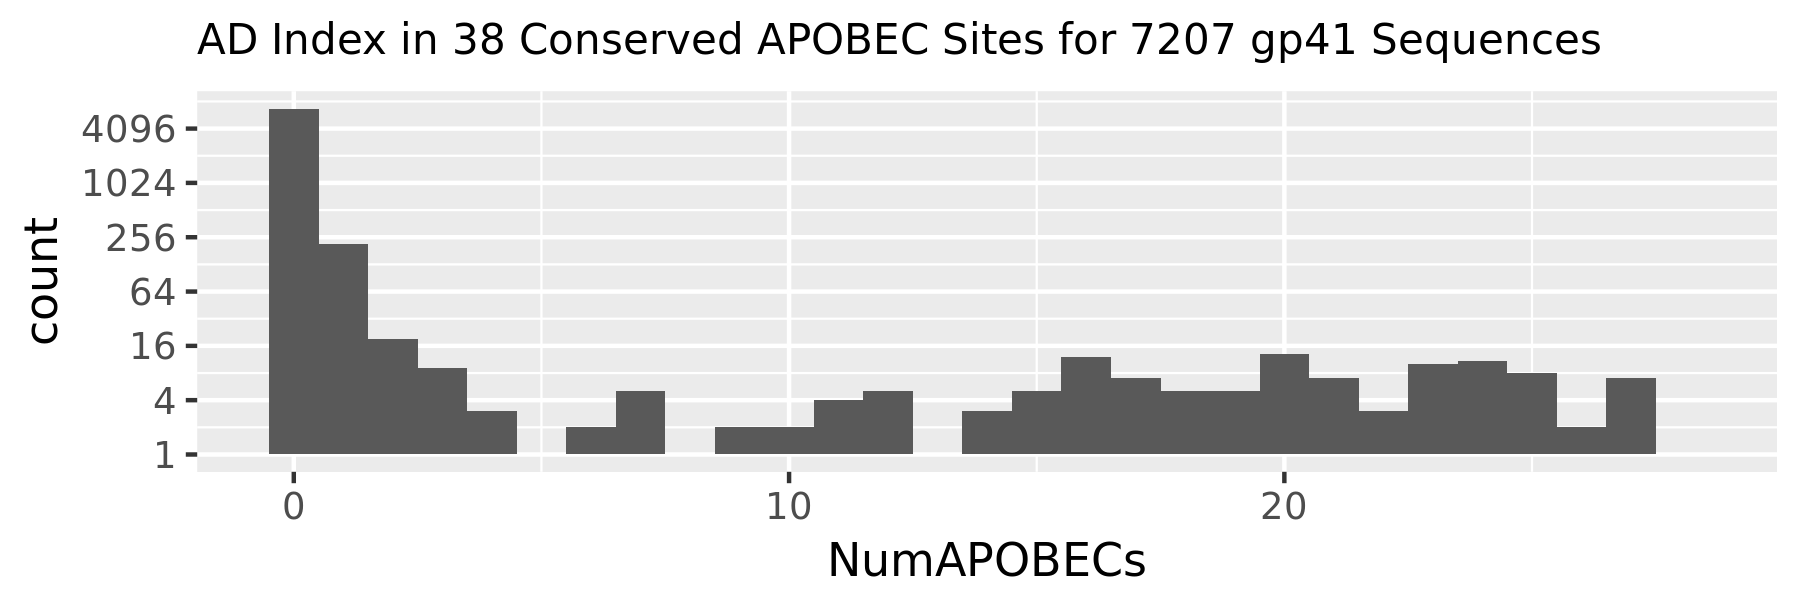 AD Index in 38 Conserved APOBEC Sites for 7207 gp41 Sequences
count
4096
1024
256
64
16
4
1
0 10 20
NumAPOBECs